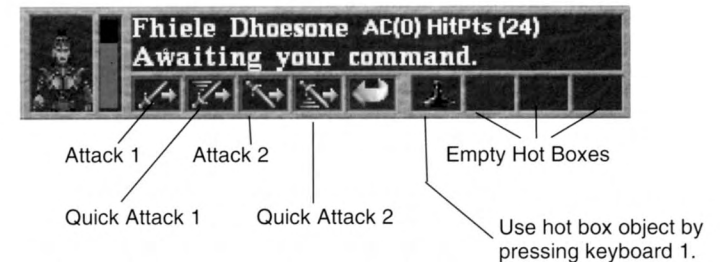 Fhiele Dhoesone AC(0) HitPts (24)
Awaiting your command.
Attack 1
Attack 2
Empty Hot Boxes
Quick Attack 1
Quick Attack 2
Use hot box object by
pressing keyboard 1.